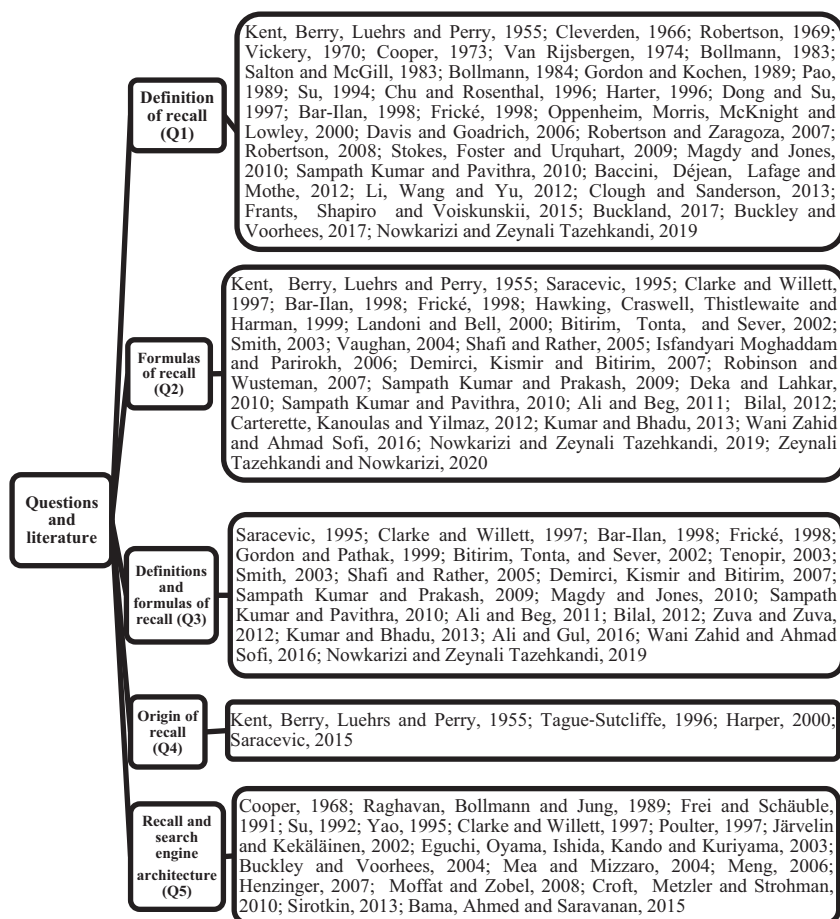 Questions
and
literature
Definition
of recall
(Q1)
Kent, Berry, Luehrs and Perry, 1955; Cleverden, 1966; Robertson, 1969;
Vickery, 1970; Cooper, 1973; Van Rijsbergen, 1974; Bollmann, 1983;
Salton and McGill, 1983; Bollmann, 1984; Gordon and Kochen, 1989; Pao,
1989; Su, 1994; Chu and Rosenthal, 1996; Harter, 1996; Dong and Su,
1997; Bar-Ilan, 1998; Frické, 1998; Oppenheim, Morris, McKnight and
Lowley, 2000; Davis and Goadrich, 2006; Robertson and Zaragoza, 2007;
Robertson, 2008; Stokes, Foster and Urquhart, 2009; Magdy and Jones,
2010; Sampath Kumar and Pavithra, 2010; Baccini, Déjean, Lafage and
Mothe, 2012; Li, Wang and Yu, 2012; Clough and Sanderson, 2013;
Frants, Shapiro and Voiskunskii, 2015; Buckland, 2017; Buckley and
Voorhees, 2017; Nowkarizi and Zeynali Tazehkandi, 2019
Formulas
of recall
(Q2)
Kent, Berry, Luehrs and Perry, 1955; Saracevic, 1995; Clarke and Willett,
1997; Bar-Ilan, 1998; Frické, 1998; Hawking, Craswell, Thistlewaite and
Harman, 1999; Landoni and Bell, 2000; Bitirim, Tonta, and Sever, 2002;
Smith, 2003; Vaughan, 2004; Shafi and Rather, 2005; Isfandyari Moghaddam
and Parirokh, 2006; Demirci, Kismir and Bitirim, 2007; Robinson and
Wusteman, 2007; Sampath Kumar and Prakash, 2009; Deka and Lahkar,
2010; Sampath Kumar and Pavithra, 2010; Ali and Beg, 2011; Bilal, 2012;
Carterette, Kanoulas and Yilmaz, 2012; Kumar and Bhadu, 2013; Wani Zahid
and Ahmad Sofi, 2016; Nowkarizi and Zeynali Tazehkandi, 2019; Zeynali
Tazehkandi and Nowkarizi, 2020
Definitions
and
formulas of
recall (Q3)
Saracevic, 1995; Clarke and Willett, 1997; Bar-Ilan, 1998; Frické, 1998;
Gordon and Pathak, 1999; Bitirim, Tonta, and Sever, 2002; Tenopir, 2003;
Smith, 2003; Shafi and Rather, 2005; Demirci, Kismir and Bitirim, 2007;
Sampath Kumar and Prakash, 2009; Magdy and Jones, 2010; Sampath
Kumar and Pavithra, 2010; Ali and Beg, 2011; Bilal, 2012; Zuva and Zuva,
2012; Kumar and Bhadu, 2013; Ali and Gul, 2016; Wani Zahid and Ahmad
Sofi, 2016; Nowkarizi and Zeynali Tazehkandi, 2019
Origin of
recall
(Q4)
Kent, Berry, Luehrs and Perry, 1955; Tague-Sutcliffe, 1996; Harper, 2000;
Saracevic, 2015
Recall and
search
engine
architecture
(Q5)
Cooper, 1968; Raghavan, Bollmann and Jung, 1989; Frei and Schäuble,
1991; Su, 1992; Yao, 1995; Clarke and Willett, 1997; Poulter, 1997; Järvelin
and Kekäläinen, 2002; Eguchi, Oyama, Ishida, Kando and Kuriyama, 2003;
Buckley and Voorhees, 2004; Mea and Mizzaro, 2004; Meng, 2006;
Henzinger, 2007; Moffat and Zobel, 2008; Croft, Metzler and Strohman,
2010; Sirotkin, 2013; Bama, Ahmed and Saravanan, 2015